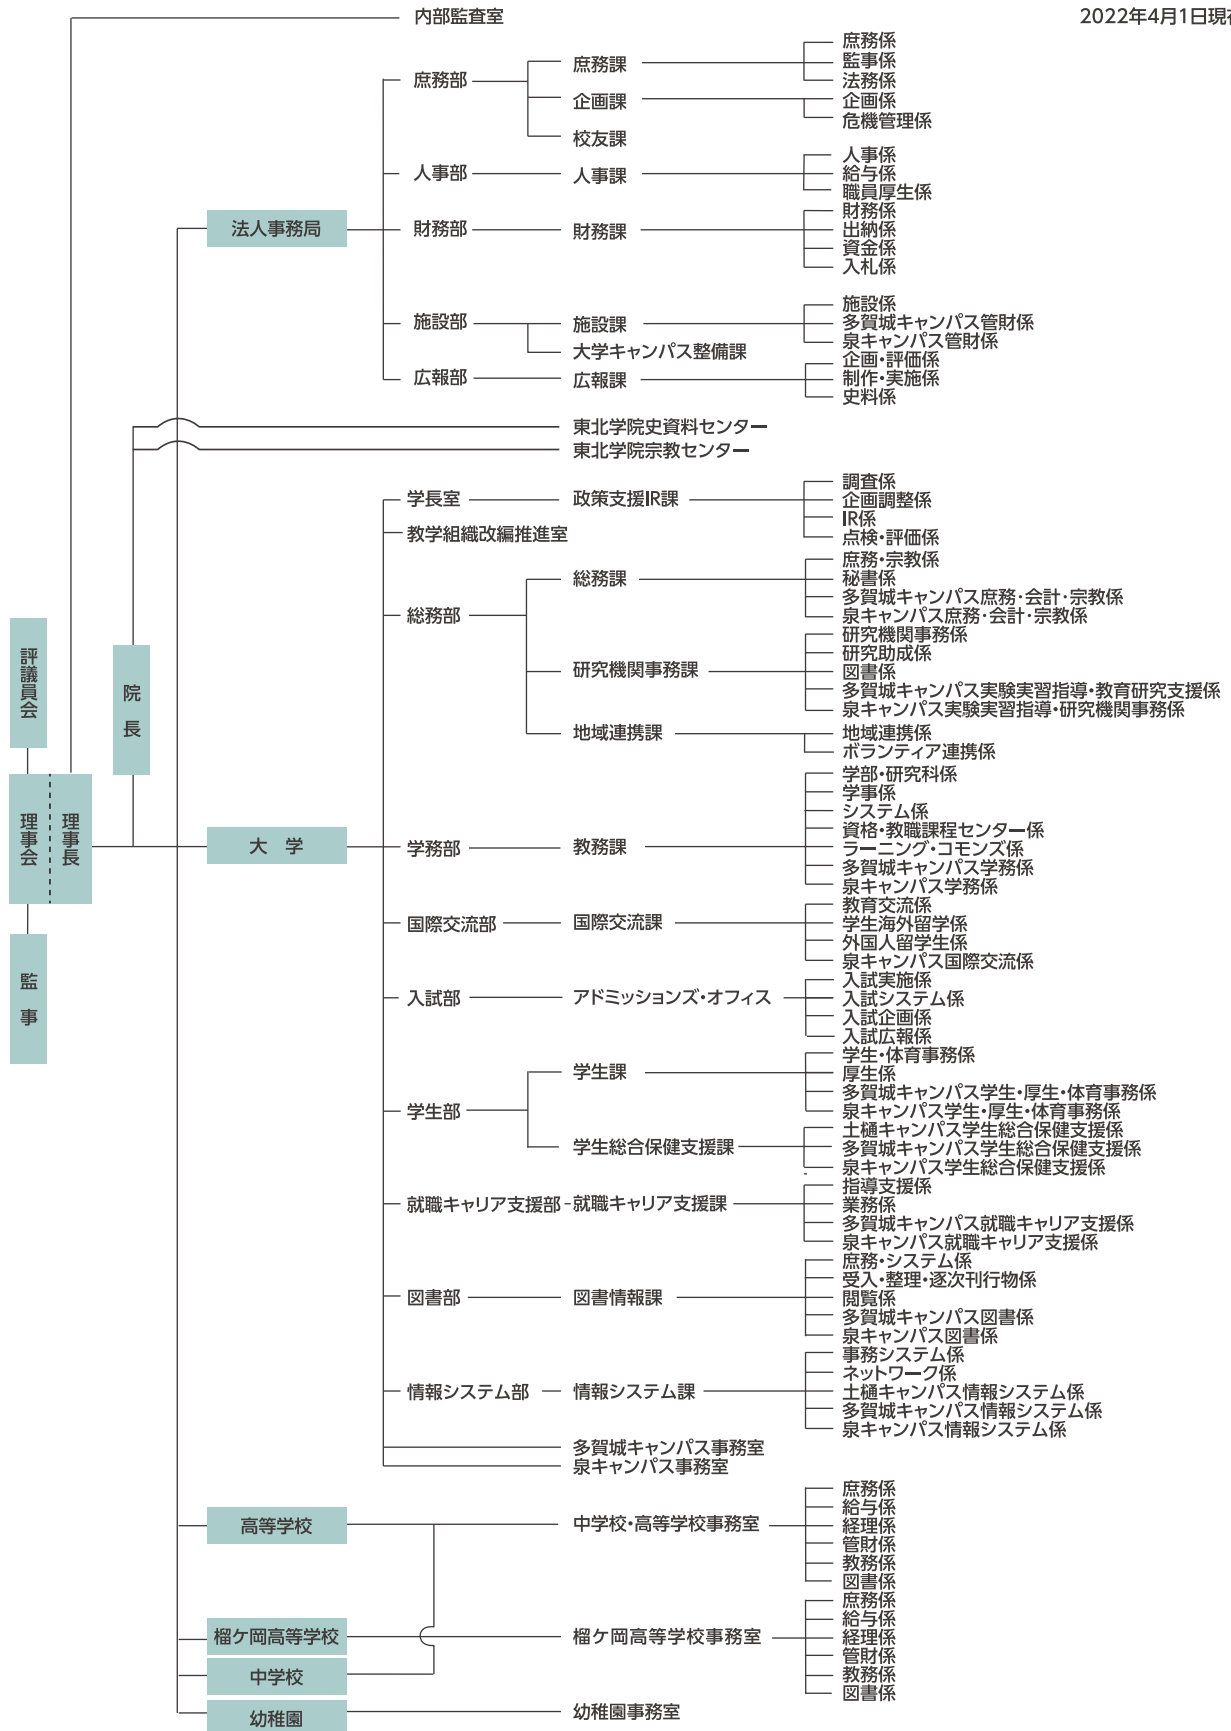 内部監査室
2022年4月1日現在
庶務部
庶務課
庶務係
監事係
法務係
企画課
企画係
危機管理係
校友課
人事部
人事課
人事係
給与係
職員厚生係
法人事務局
財務部
財務課
財務係
出納係
資金係
入札係
施設部
施設課
施設係
多賀城キャンパス管財係
泉キャンパス管財係
大学キャンパス整備課
広報部
広報課
企画・評価係
制作・実施係
史料係
東北学院史資料センター
東北学院宗教センター
学長室
政策支援IR課
調査係
企画調整係
IR係
点検・評価係
教学組織改編推進室
総務部
総務課
庶務・宗教係
秘書係
多賀城キャンパス庶務・会計・宗教係
泉キャンパス庶務・会計・宗教係
研究機関事務課
研究機関事務係
研究助成係
図書係
多賀城キャンパス実験実習指導・教育研究支援係
泉キャンパス実験実習指導・研究機関事務係
地域連携課
地域連携係
ボランティア連携係
評議員会
院長
理事会
理事長
監事
大学
学務部
教務課
学部・研究科係
学事係
システム係
資格・教職課程センター係
ラーニング・コモンズ係
多賀城キャンパス学務係
泉キャンパス学務係
国際交流部
国際交流課
教育交流係
学生海外留学係
外国人留学生係
泉キャンパス国際交流係
入試部
アドミッションズ・オフィス
入試実施係
入試システム係
入試企画係
入試広報係
学生部
学生課
学生・体育事務係
厚生係
多賀城キャンパス学生・厚生・体育事務係
泉キャンパス学生・厚生・体育事務係
学生総合保健支援課
土樋キャンパス学生総合保健支援係
多賀城キャンパス学生総合保健支援係
泉キャンパス学生総合保健支援係
就職キャリア支援部
就職キャリア支援課
指導支援係
業務係
多賀城キャンパス就職キャリア支援係
泉キャンパス就職キャリア支援係
図書部
図書情報課
庶務・システム係
受入・整理・逐次刊行物係
閲覧係
多賀城キャンパス図書係
泉キャンパス図書係
情報システム部
情報システム課
事務システム係
ネットワーク係
土樋キャンパス情報システム係
多賀城キャンパス情報システム係
泉キャンパス情報システム係
多賀城キャンパス事務室
泉キャンパス事務室
高等学校
中学校・高等学校事務室
庶務係
給与係
経理係
管財係
教務係
図書係
榴ケ岡高等学校
榴ケ岡高等学校事務室
庶務係
給与係
経理係
管財係
教務係
図書係
中学校
幼稚園
幼稚園事務室